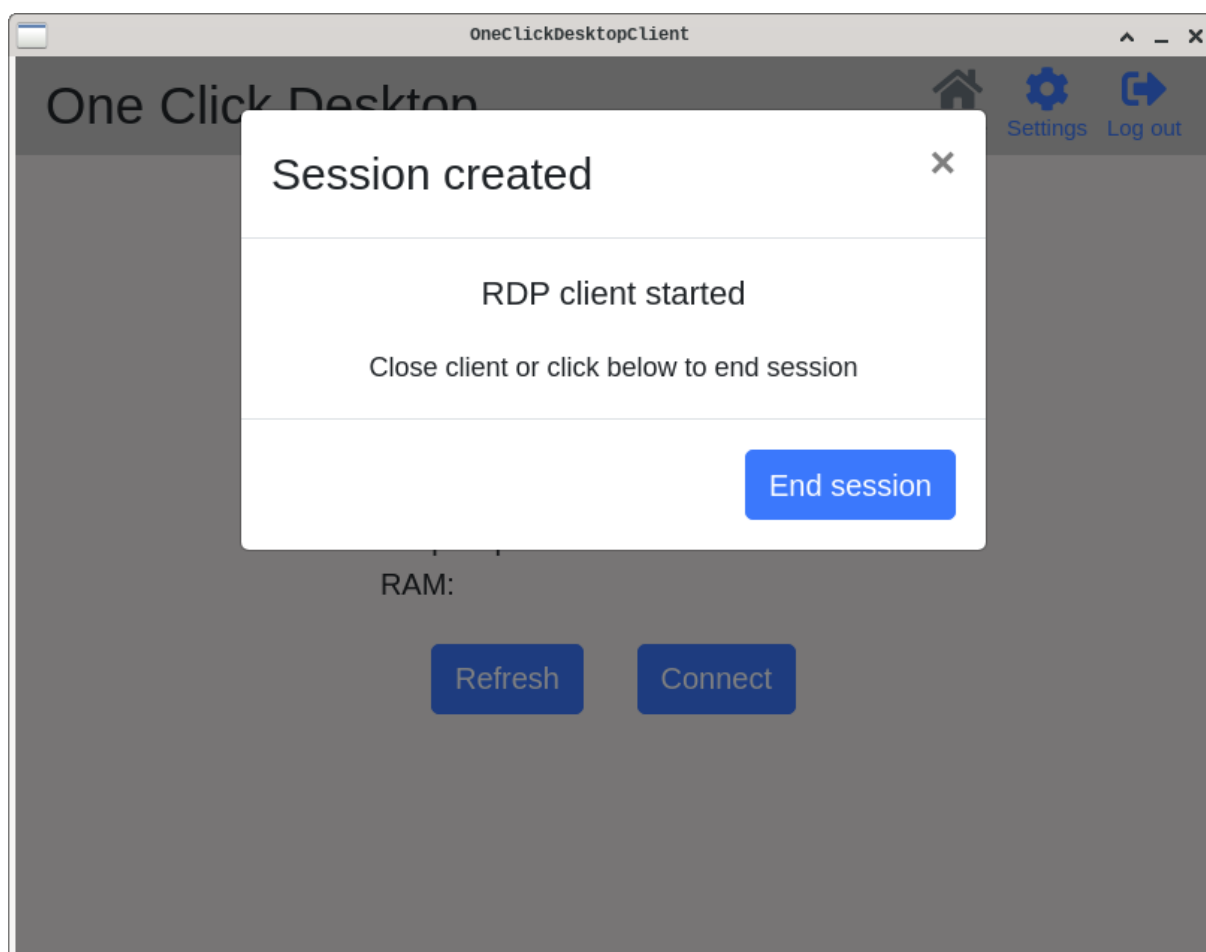 OneClickDesktopClient
One Click Desktop
Settings
Log out
Session created
RDP client started
Close client or click below to end session
End session
RAM:
Refresh
Connect